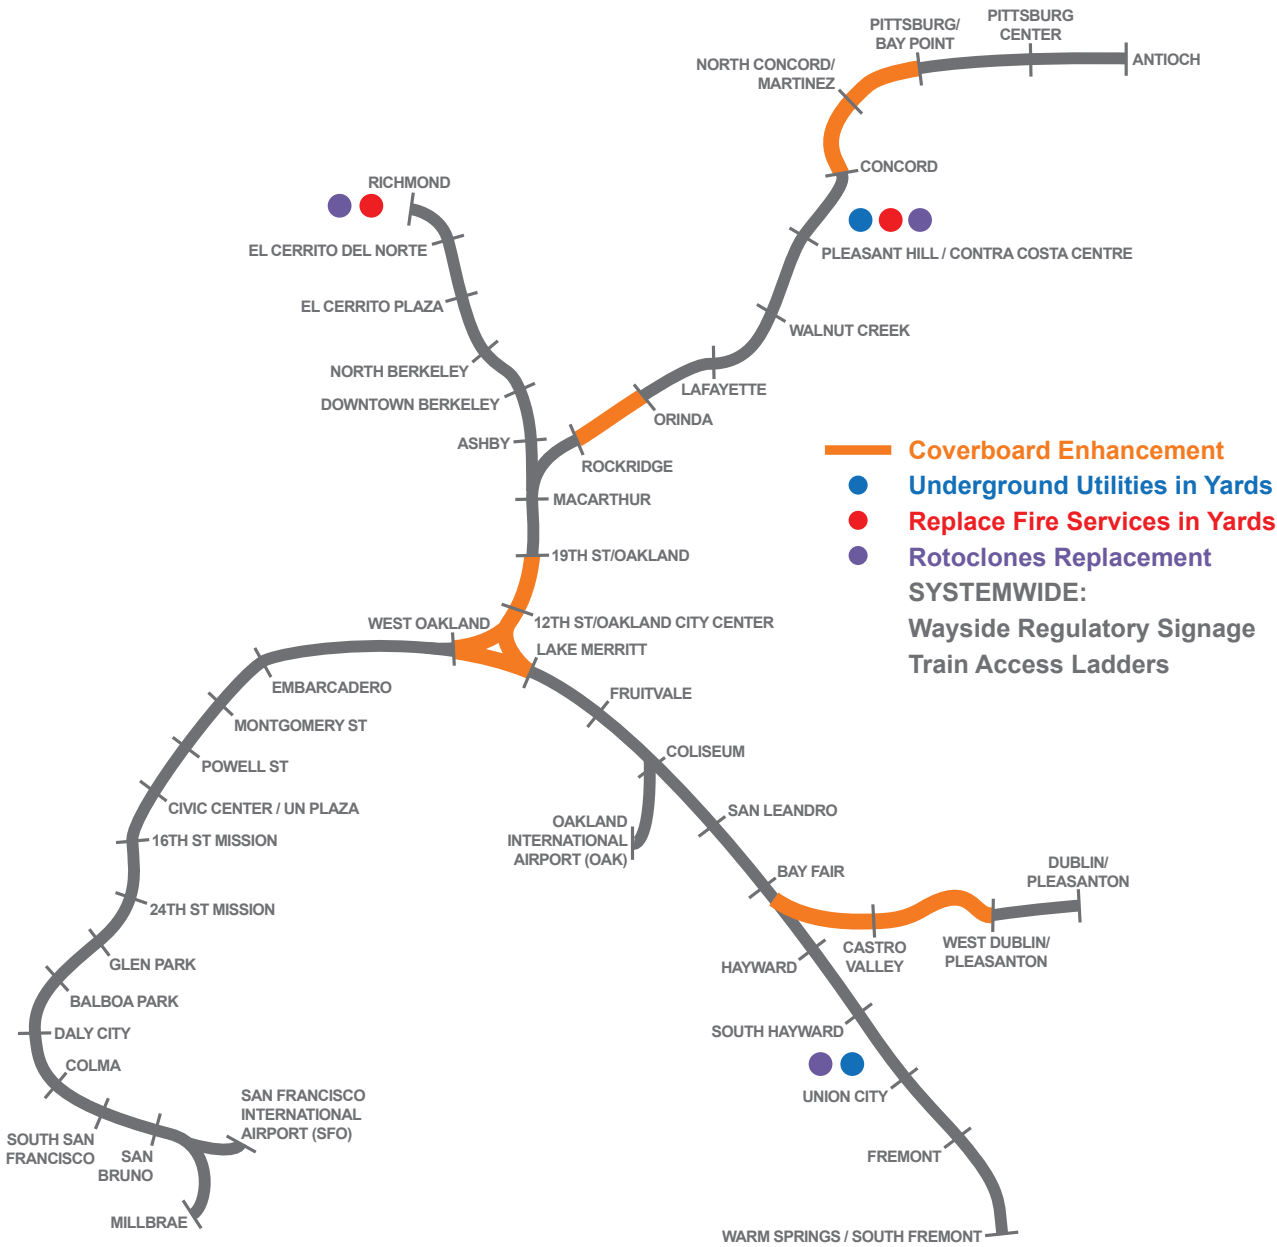 PITTSBURG
CENTER
PITTSBURG/
BAY POINT
ANTIOCH
NORTH CONCORD/
MARTINEZ
CONCORD
RICHMOND
EL CERRITO DEL NORTE
PLEASANT HILL / CONTRA COSTA CENTRE
EL CERRITO PLAZA
WALNUT CREEK
NORTH BERKELEY
LAFAYETTE
DOWNTOWN BERKELEY
ORINDA
ASHBY
ROCKRIDGE
MACARTHUR
Coverboard Enhancement
Underground Utilities in Yards
Replace Fire Services in Yards
Rotoclones Replacement
SYSTEMWIDE:
Wayside Regulatory Signage
Train Access Ladders
19TH ST/OAKLAND
WEST OAKLAND
12TH ST/OAKLAND CITY CENTER
LAKE MERRITT
EMBARCADERO
FRUITVALE
MONTGOMERY ST
COLISEUM
POWELL ST
CIVIC CENTER / UN PLAZA
SAN LEANDRO
OAKLAND
INTERNATIONAL
AIRPORT (OAK)
16TH ST MISSION
BAY FAIR
DUBLIN/
PLEASANTON
24TH ST MISSION
CASTRO
VALLEY
WEST DUBLIN/
PLEASANTON
GLEN PARK
HAYWARD
BALBOA PARK
DALY CITY
SOUTH HAYWARD
COLMA
UNION CITY
SAN FRANCISCO
INTERNATIONAL
AIRPORT (SFO)
SOUTH SAN
FRANCISCO
SAN
BRUNO
FREMONT
MILLBRAE
WARM SPRINGS / SOUTH FREMONT